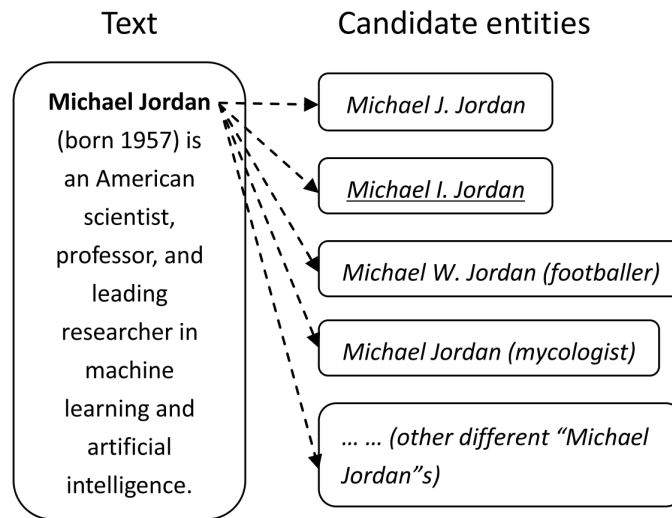 Text
Candidate entities
Michael Jordan
(born 1957) is
an American
scientist,
professor, and
leading
researcher in
machine
learning and
artificial
intelligence.
Michael J. Jordan
Michael I. Jordan
Michael W. Jordan (footballer)
Michael Jordan (mycologist)
... ... (other different “Michael
Jordan”s)